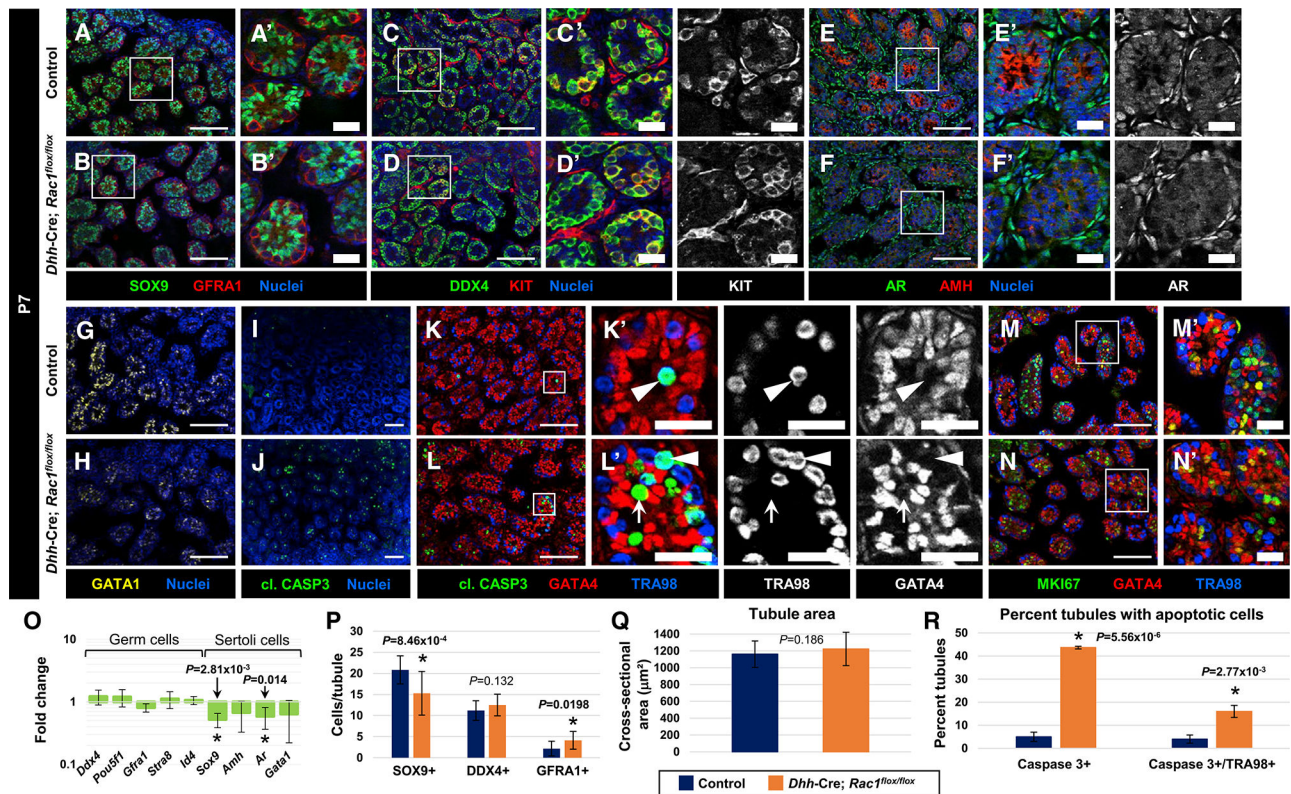 P7
Control
Dhh-Cre; Rac1flox/flox
A A' C C' E E'
B B' D D' F F'
SOX9 GFRA1 Nuclei
DDX4 KIT Nuclei
KIT
AR AMH Nuclei
AR
Control
Dhh-Cre; Rac1flox/flox
G I K K' M M'
H J L L' N N'
GATA1 Nuclei
cl. CASP3 Nuclei
cl. CASP3 GATA4 TRA98
TRA98
GATA4
MKI67 GATA4 TRA98
O
Germ cells Sertoli cells
P=2.81x10-3
P=0.014
Fold change
10
1
0.1
* *
Ddx4 Pou5f1 Gfra1 Stra8 Id4 Sox9 Amh Ar Gata1
P
P=8.46x10-4
P=0.132
P=0.0198
* *
Cells/tubule
30
25
20
15
10
5
0
SOX9+ DDX4+ GFRA1+
Q
Tubule area
P=0.186
Cross-sectional
area (µm²)
1400
1200
1000
800
600
400
200
0
Control Dhh-Cre; Rac1flox/flox
R
Percent tubules with apoptotic cells
* P=5.56x10-6
P=2.77x10-3
*
Percent tubules
50
40
30
20
10
0
Caspase 3+ Caspase 3+/TRA98+